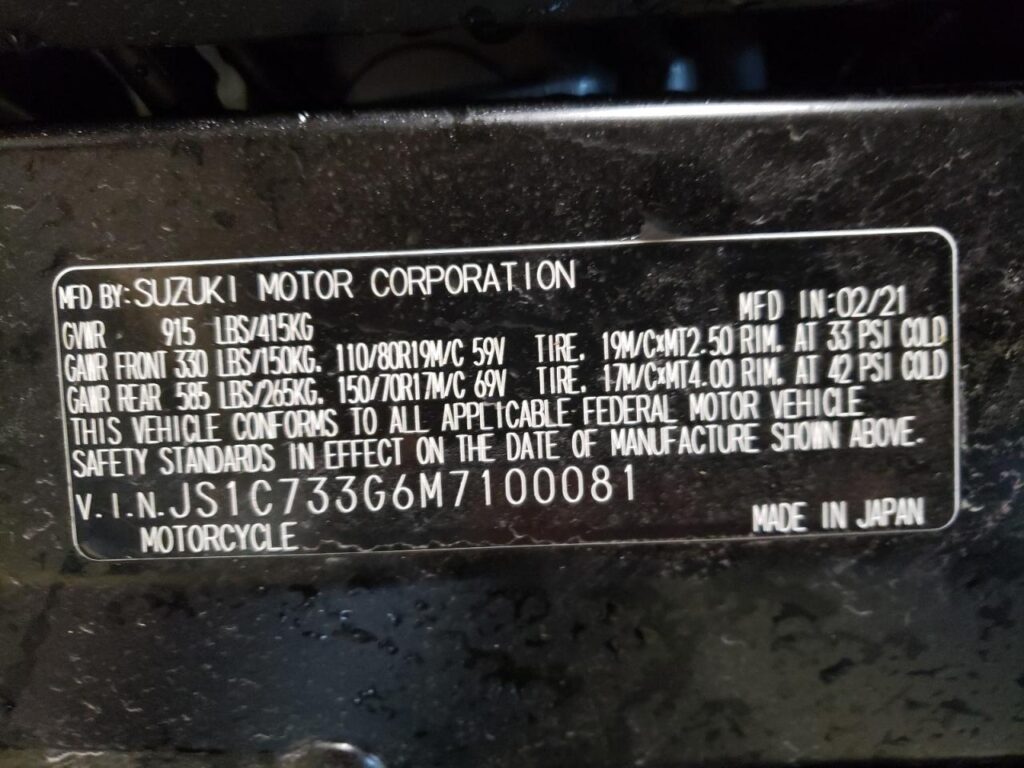 MFD BY:SUZUKI MOTOR CORPORATION MFD IN:02/21
GVWR 915 LBS/415KG
GAWR FRONT 330 LBS/150KG. 110/80R19M/C 59V TIRE. 19M/C×MT2.50 RIM. AT 33 PSI COLD
GAWR REAR 585 LBS/265KG. 150/70R17M/C 69V TIRE. 17M/C×MT4.00 RIM. AT 42 PSI COLD
THIS VEHICLE CONFORMS TO ALL APPLICABLE FEDERAL MOTOR VEHICLE
SAFETY STANDARDS IN EFFECT ON THE DATE OF MANUFACTURE SHOWN ABOVE.
V.I.N.JS1C733G6M7100081
MOTORCYCLE MADE IN JAPAN